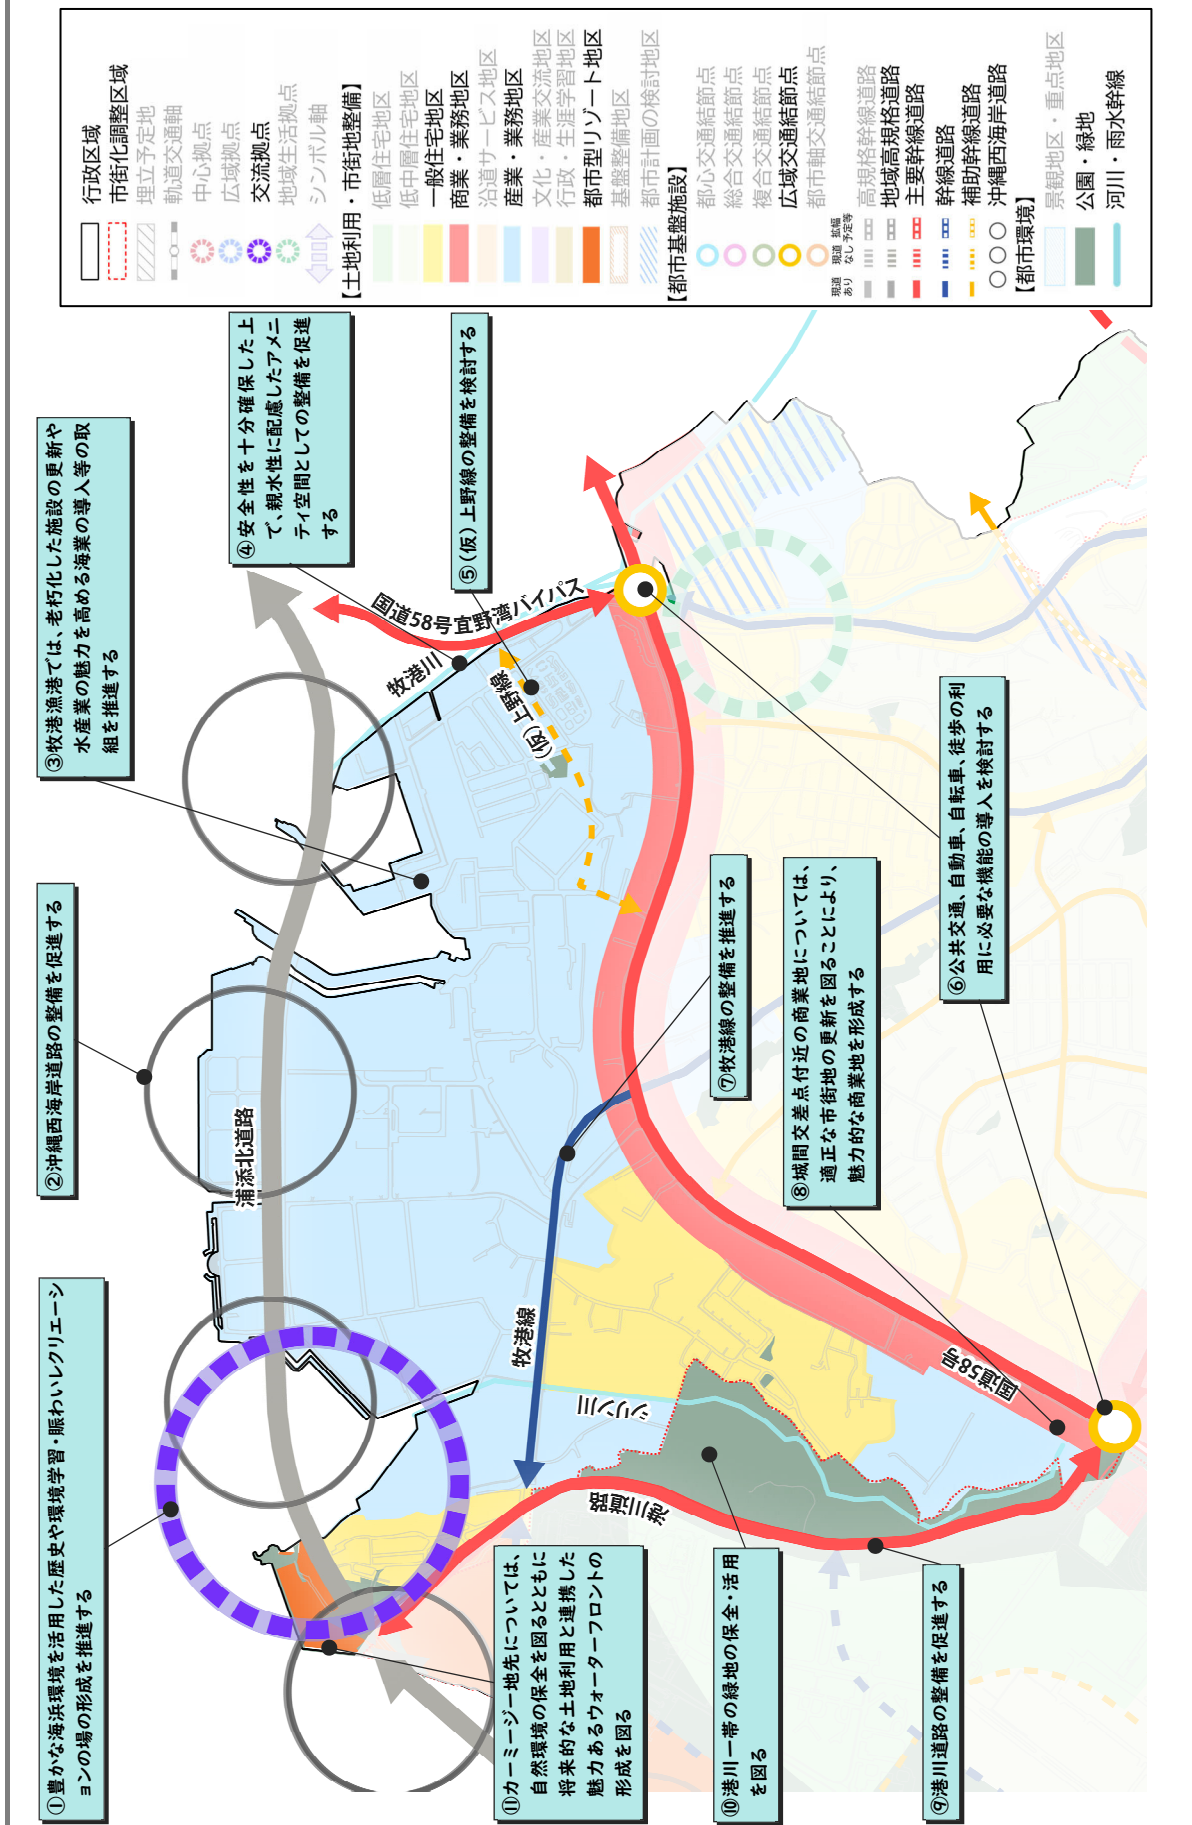 ①豊かな海浜環境を活用した歴史や環境学習・賑わいレクリエーシ
ョンの場の形成を推進する
②沖縄西海岸道路の整備を促進する
③牧港漁港では、老朽化した施設の更新や
水産業の魅力を高める海業の導入等の取
組を推進する
④安全性を十分確保した上
で、親水性に配慮したアメニ
ティ空間としての整備を促進
する
⑤(仮)上野線の整備を検討する
⑥公共交通、自動車、自転車、徒歩の利
用に必要な機能の導入を検討する
⑦牧港線の整備を推進する
⑧城間交差点付近の商業地については、
適正な市街地の更新を図ることにより、
魅力的な商業地を形成する
⑨港川道路の整備を促進する
⑩港川一帯の緑地の保全・活用
を図る
⑪カーミージー地先については、
自然環境の保全を図るとともに
将来的な土地利用と連携した
魅力あるウォーターフロントの
形成を図る
浦添北道路
国道58号宜野湾バイパス
牧港川
(仮)上野線
牧港線
シリン川
港川道路
国道58号
行政区域
市街化調整区域
埋立予定地
軌道交通軸
中心拠点
広域拠点
交流拠点
地域生活拠点
シンボル軸
【土地利用・市街地整備】
低層住宅地区
低中層住宅地区
一般住宅地区
商業・業務地区
沿道サービス地区
産業・業務地区
文化・産業交流地区
行政・生涯学習地区
都市型リゾート地区
基盤整備地区
都市計画の検討地区
【都市基盤施設】
都心交通結節点
総合交通結節点
複合交通結節点
広域交通結節点
都市軸交通結節点
現道
あり
現道
なし
拡幅
予定等
高規格幹線道路
地域高規格道路
主要幹線道路
幹線道路
補助幹線道路
沖縄西海岸道路
【都市環境】
景観地区・重点地区
公園・緑地
河川・雨水幹線